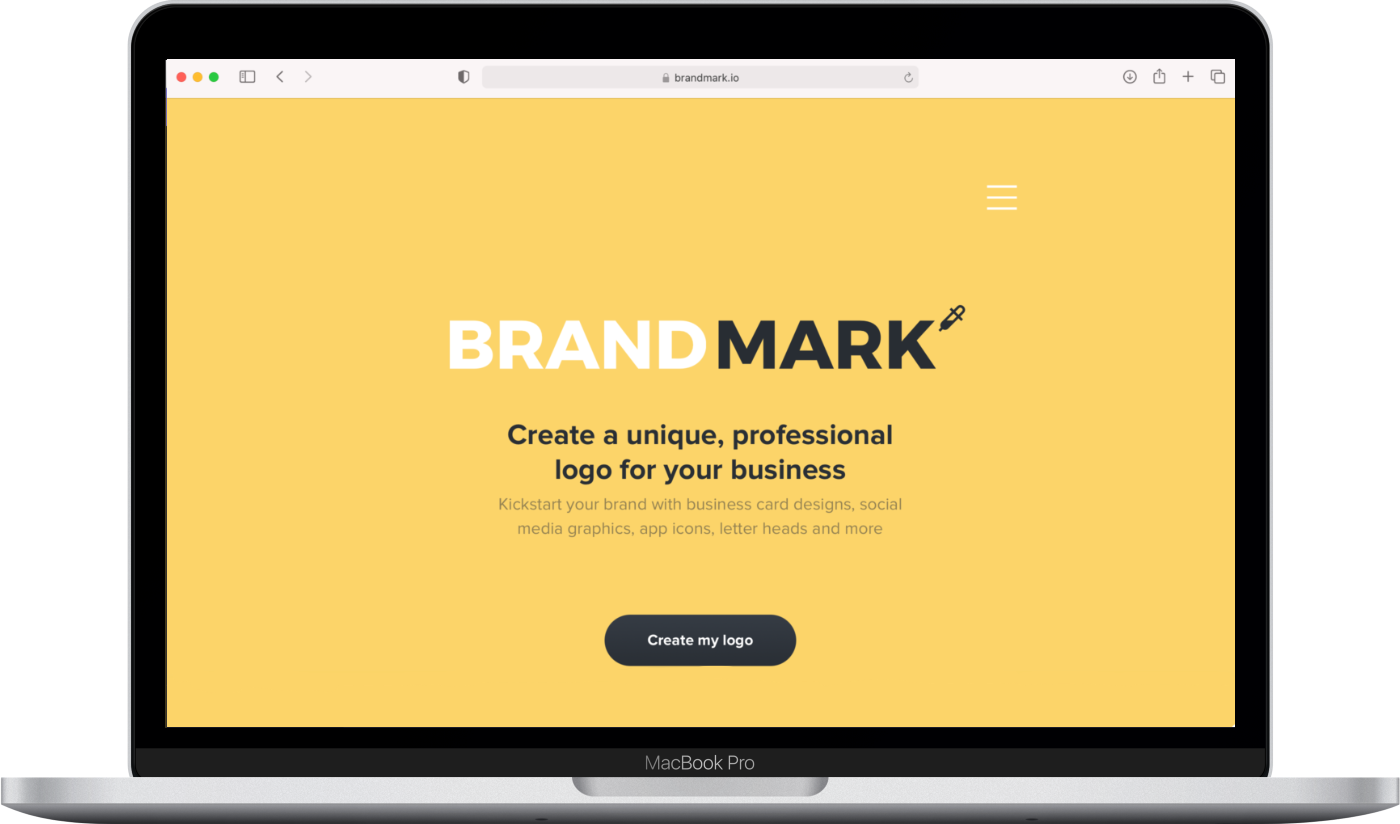 brandmark.io
BRANDMARK
Create a unique, professional
logo for your business
Kickstart your brand with business card designs, social
media graphics, app icons, letter heads and more
Create my logo
MacBook Pro